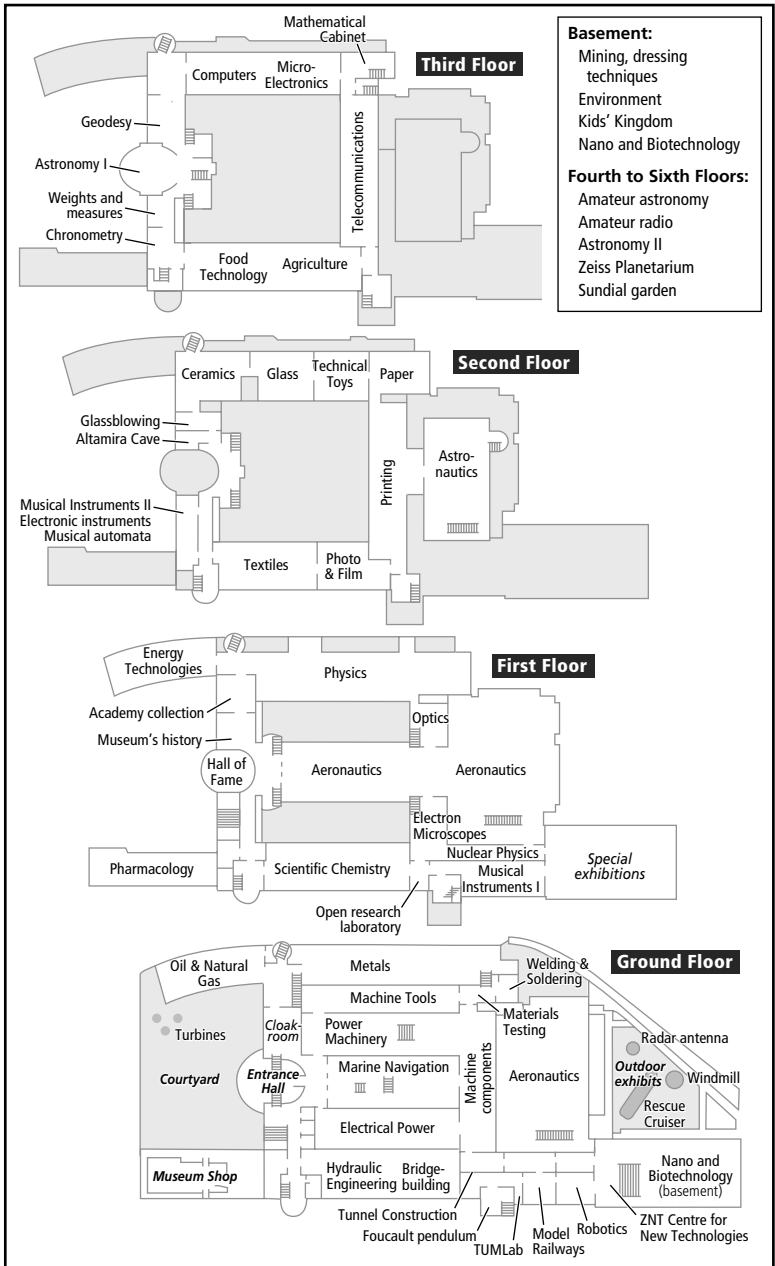 Mathematical
Cabinet
Third Floor
Computers
Micro-
Electronics
Geodesy
Astronomy I
Weights and
measures
Chronometry
Telecommunications
Food
Technology
Agriculture
Basement:
Mining, dressing
techniques
Environment
Kids' Kingdom
Nano and Biotechnology
Fourth to Sixth Floors:
Amateur astronomy
Amateur radio
Astronomy II
Zeiss Planetarium
Sundial garden
Second Floor
Ceramics
Glass
Technical
Toys
Paper
Glassblowing
Altamira Cave
Printing
Astro-
nautics
Musical Instruments II
Electronic instruments
Musical automata
Textiles
Photo
& Film
First Floor
Energy
Technologies
Physics
Academy collection
Museum's history
Optics
Hall of
Fame
Aeronautics
Aeronautics
Electron
Microscopes
Nuclear Physics
Pharmacology
Scientific Chemistry
Musical
Instruments I
Special
exhibitions
Open research
laboratory
Ground Floor
Oil & Natural
Gas
Metals
Welding &
Soldering
Machine Tools
Materials
Testing
Turbines
Cloak-
room
Power
Machinery
Radar antenna
Courtyard
Entrance
Hall
Marine Navigation
Machine
components
Aeronautics
Outdoor
exhibits
Windmill
Rescue
Cruiser
Electrical Power
Museum Shop
Hydraulic
Engineering
Bridge-
building
Nano and
Biotechnology
(basement)
Tunnel Construction
Foucault pendulum
TUMLab
Model
Railways
Robotics
ZNT Centre for
New Technologies